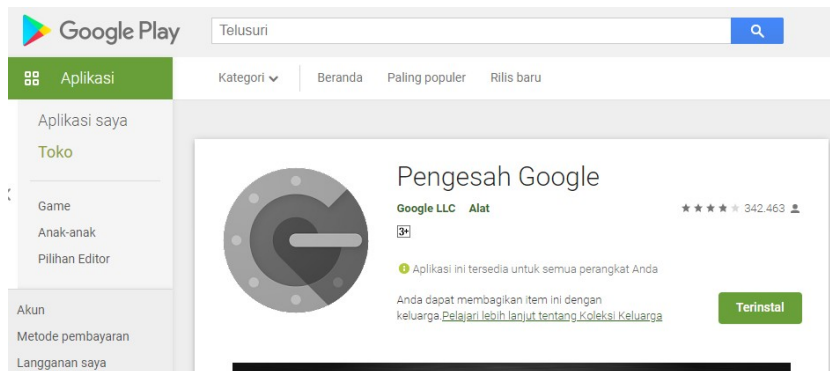 Google Play
Telusuri
Aplikasi
Kategori
Beranda
Paling populer
Rilis baru
Aplikasi saya
Toko
Game
Anak-anak
Pilihan Editor
Akun
Metode pembayaran
Langganan saya
Pengesah Google
Google LLC Alat
342.463
3+
Aplikasi ini tersedia untuk semua perangkat Anda
Anda dapat membagikan item ini dengan
keluarga.Pelajari lebih lanjut tentang Koleksi Keluarga
Terinstal